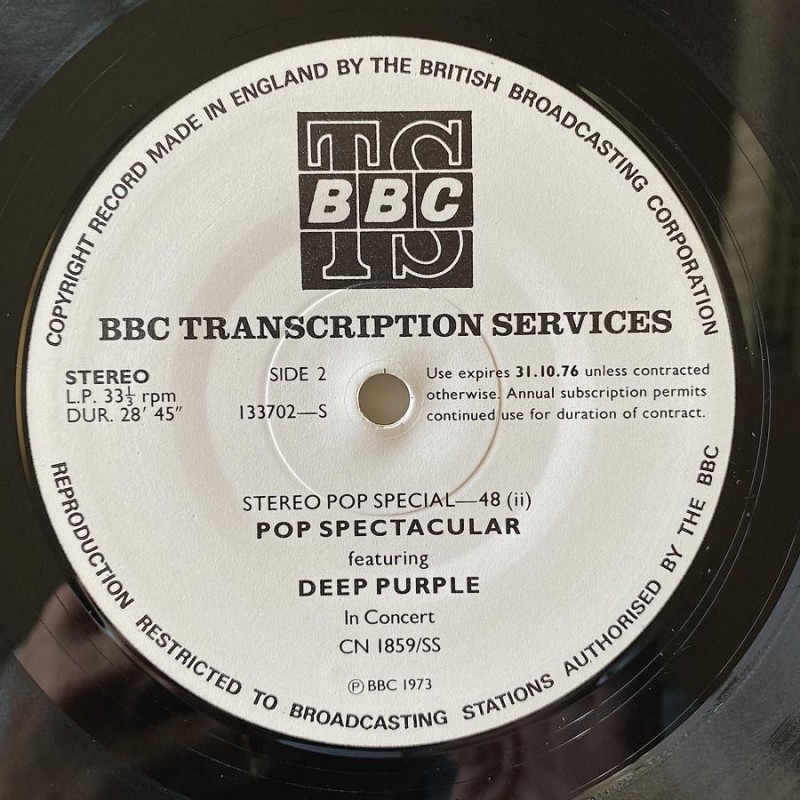 COPYRIGHT RECORD MADE IN ENGLAND BY THE BRITISH BROADCASTING CORPORATION
TS
BBC
BBC TRANSCRIPTION SERVICES
STEREO
L.P. 33⅓ rpm
DUR. 28' 45"
SIDE 2
133702—S
Use expires 31.10.76 unless contracted
otherwise. Annual subscription permits
continued use for duration of contract.
STEREO POP SPECIAL—48 (ii)
POP SPECTACULAR
featuring
DEEP PURPLE
In Concert
CN 1859/SS
Ⓟ BBC 1973
REPRODUCTION RESTRICTED TO BROADCASTING STATIONS AUTHORISED BY THE BBC